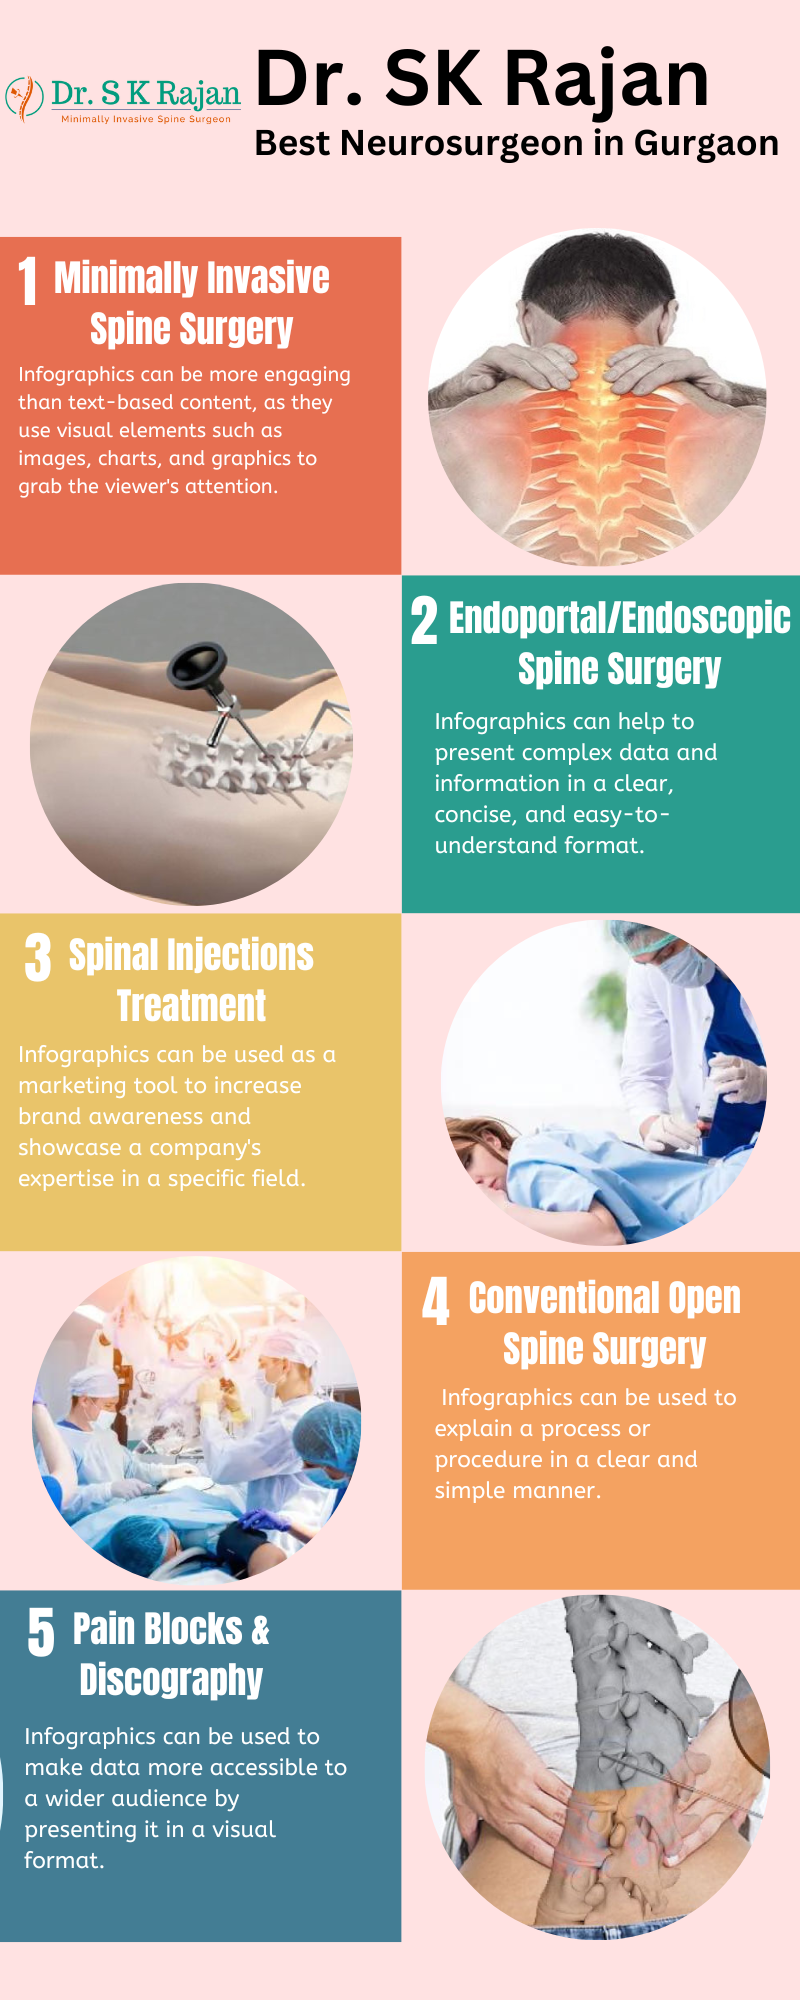 Dr. S K Rajan
Minimally Invasive Spine Surgeon
Dr. SK Rajan
Best Neurosurgeon in Gurgaon
1 Minimally Invasive
Spine Surgery
Infographics can be more engaging
than text-based content, as they
use visual elements such as
images, charts, and graphics to
grab the viewer's attention.
2 Endoportal/Endoscopic
Spine Surgery
Infographics can help to
present complex data and
information in a clear,
concise, and easy-to-
understand format.
3 Spinal Injections
Treatment
Infographics can be used as a
marketing tool to increase
brand awareness and
showcase a company's
expertise in a specific field.
4 Conventional Open
Spine Surgery
Infographics can be used to
explain a process or
procedure in a clear and
simple manner.
5 Pain Blocks &
Discography
Infographics can be used to
make data more accessible to
a wider audience by
presenting it in a visual
format.